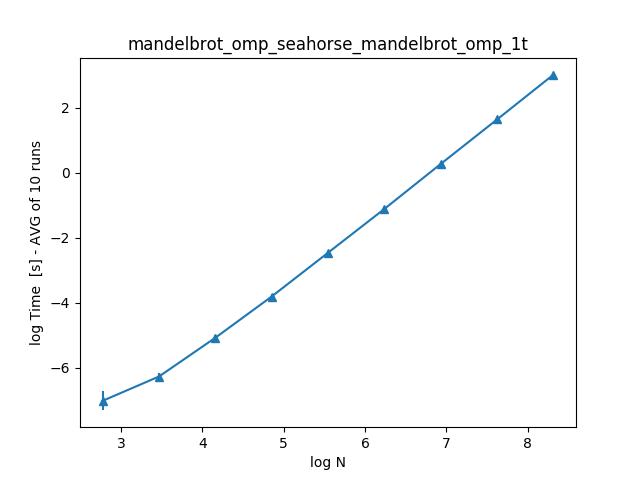 mandelbrot_omp_seahorse_mandelbrot_omp_1t
log Time  [s] - AVG of 10 runs
2
0
−2
−4
−6
3 4 5 6 7 8
log N